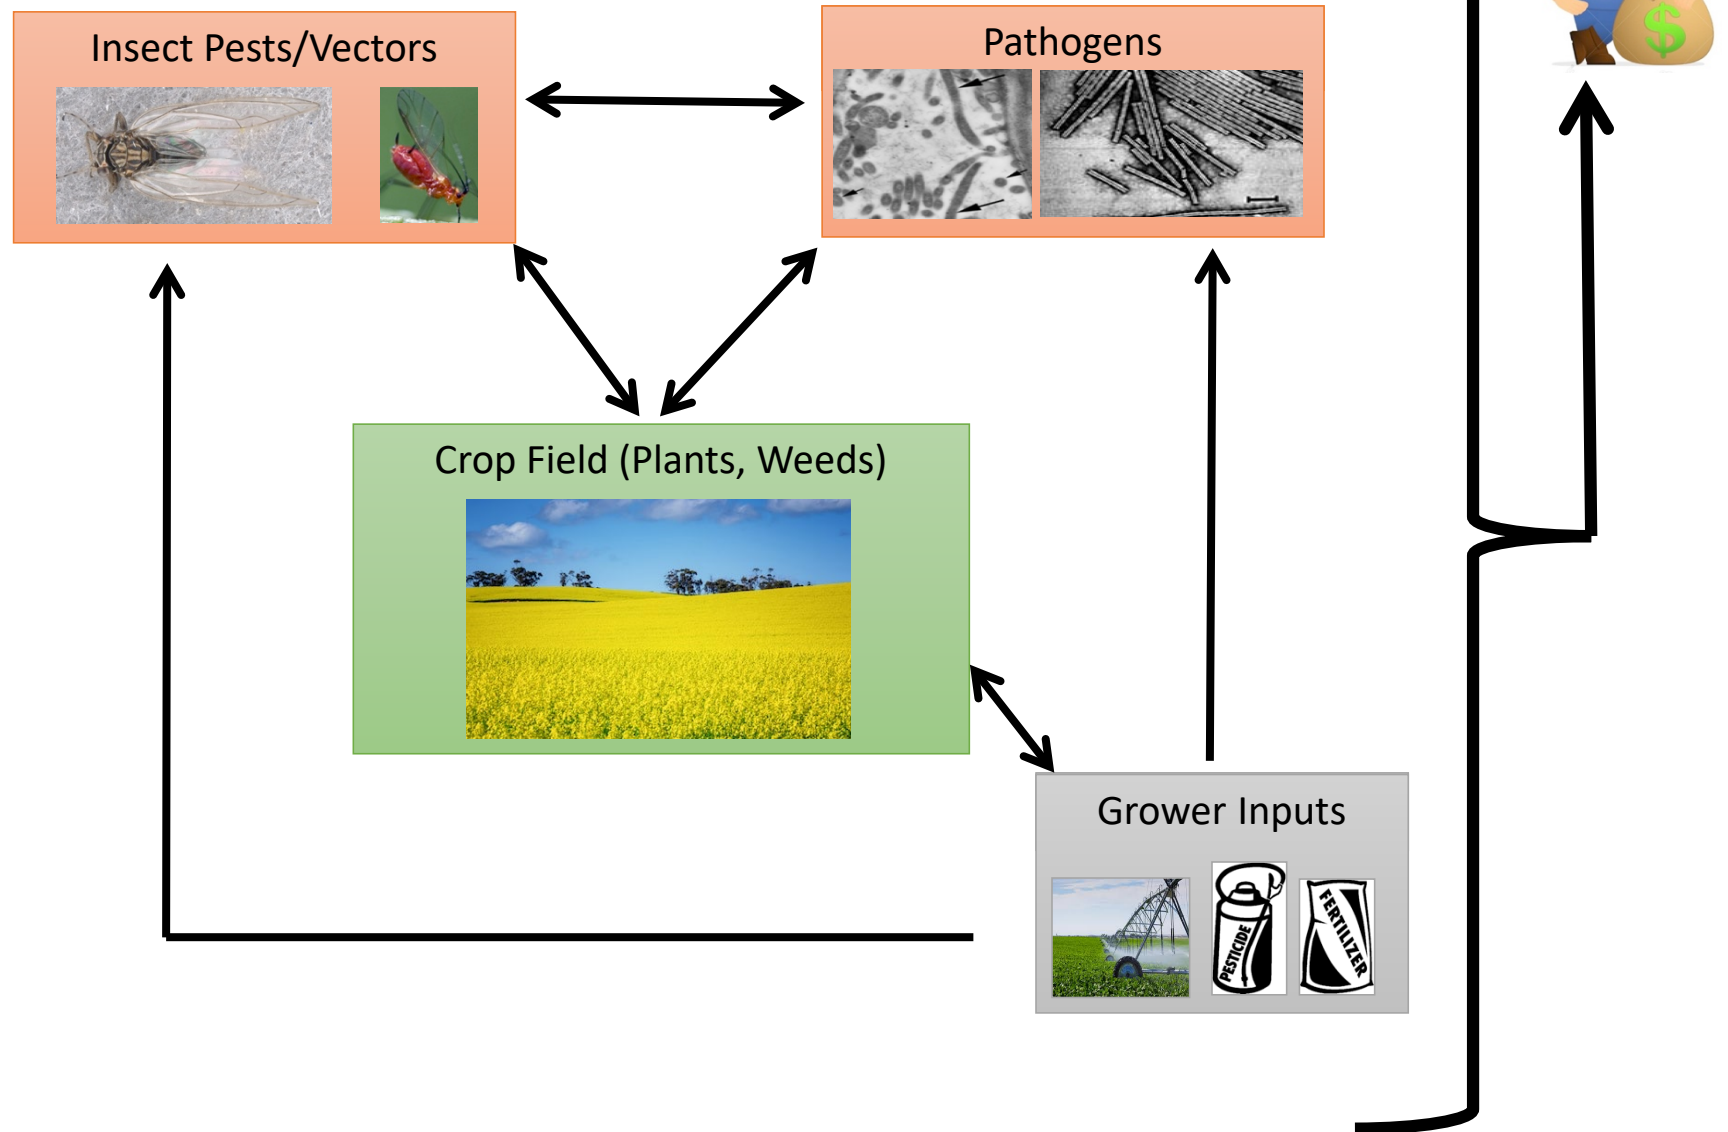 Insect Pests/Vectors
Pathogens
Crop Field (Plants, Weeds)
Grower Inputs
PESTICIDE
FERTILIZER
$